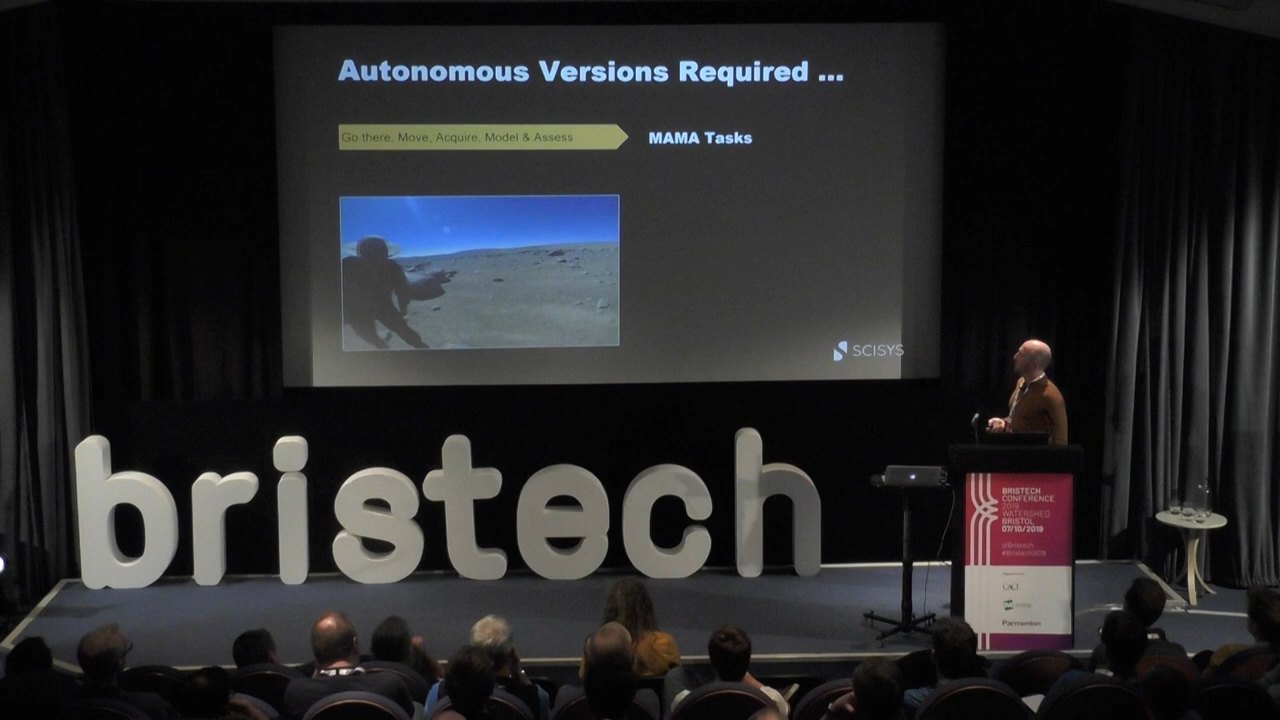 Autonomous Versions Required ...
Go there, Move, Acquire, Model & Assess
MAMA Tasks
SCISYS
bristech
BRISTECH
CONFERENCE
2019
WATERSHED
BRISTOL
07/10/2019
@Bristech
#Bristech2019
CACI
Parmenion